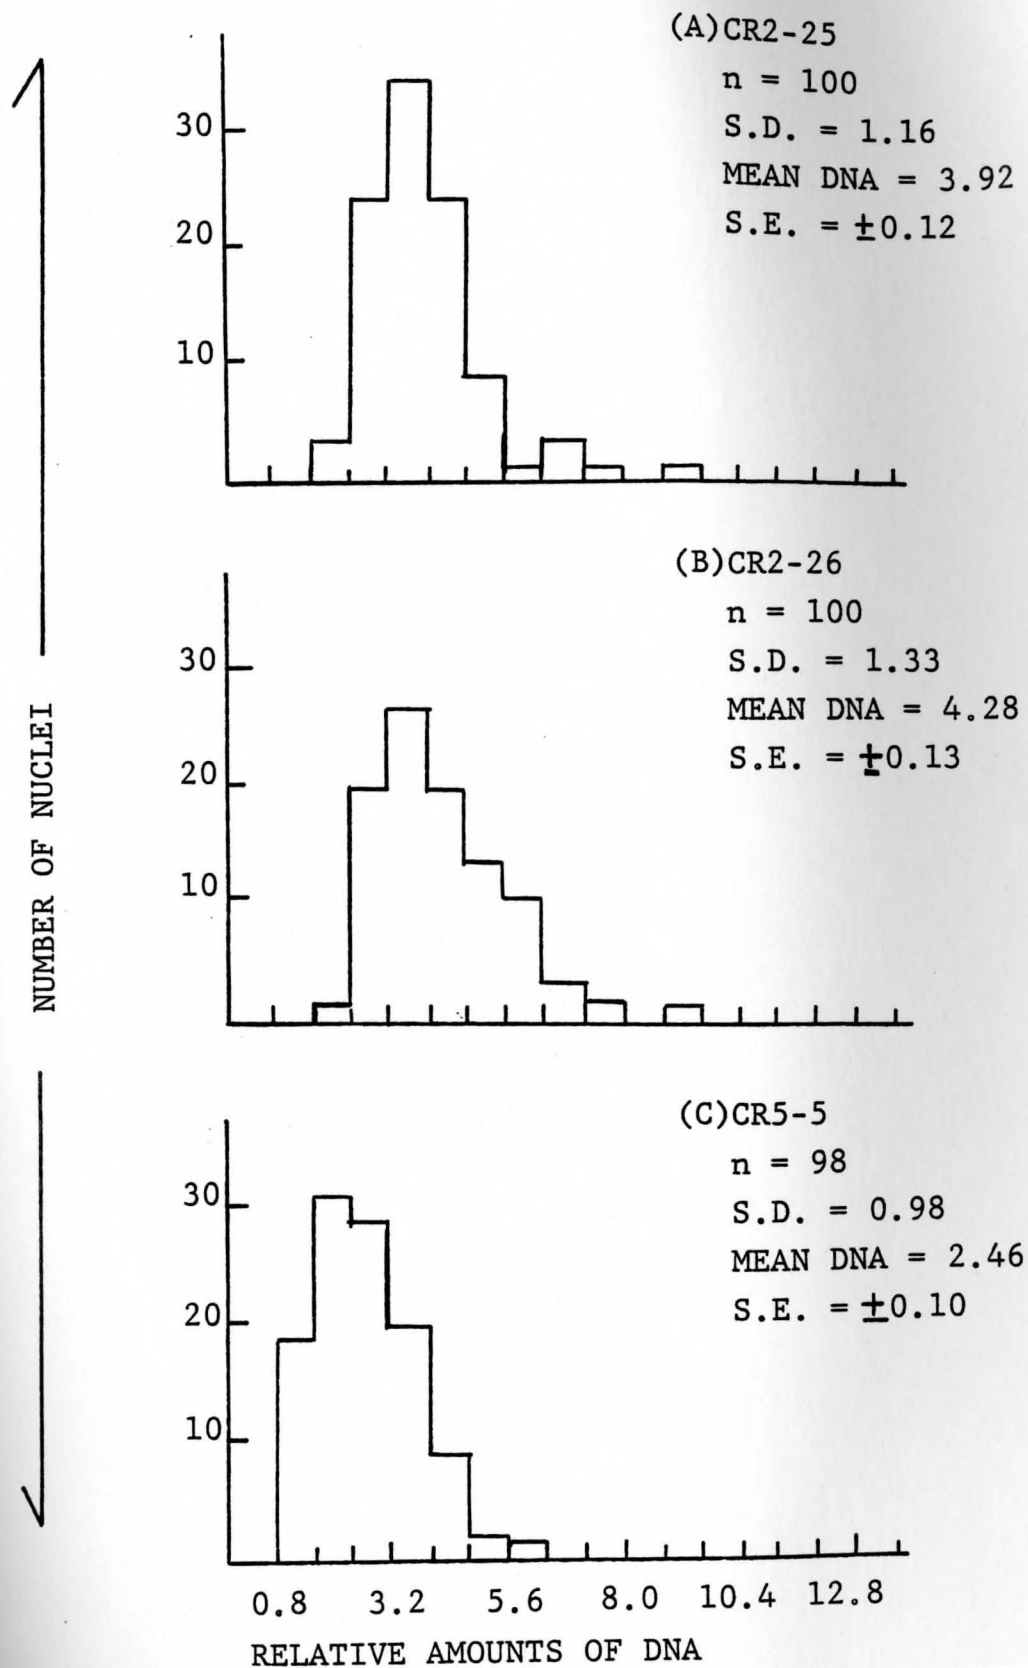 (A)CR2-25
n = 100
S.D. = 1.16
MEAN DNA = 3.92
S.E. = ±0.12
30
20
10
(B)CR2-26
n = 100
S.D. = 1.33
MEAN DNA = 4.28
S.E. = ±0.13
30
20
10
NUMBER OF NUCLEI
(C)CR5-5
n = 98
S.D. = 0.98
MEAN DNA = 2.46
S.E. = ±0.10
30
20
10
0.8 3.2 5.6 8.0 10.4 12.8
RELATIVE AMOUNTS OF DNA